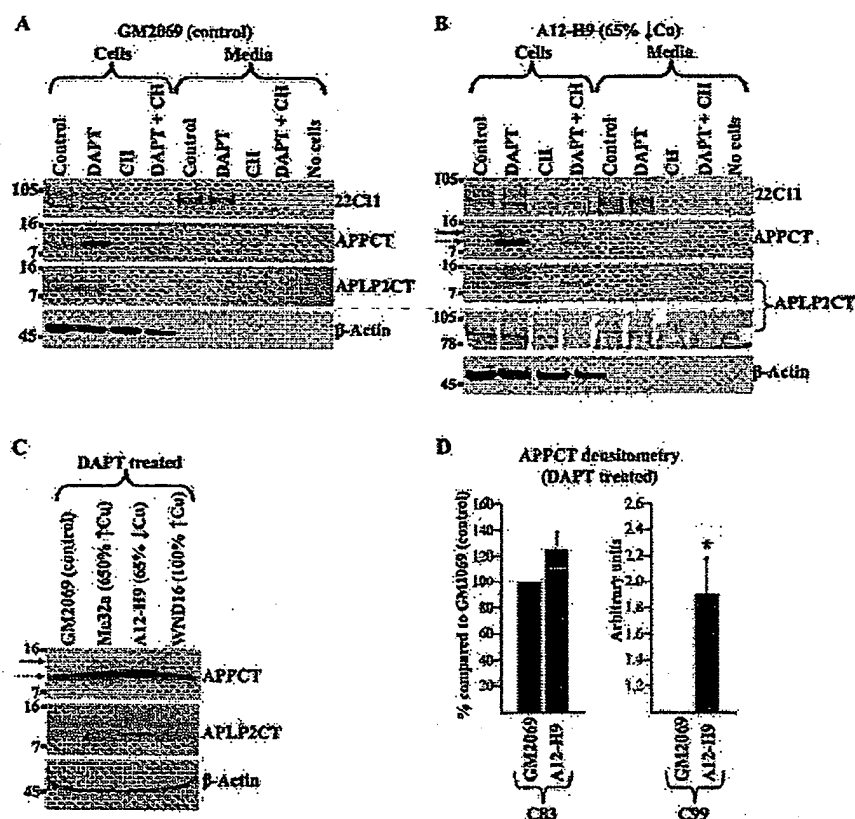 A
GM2069 (control)
Cells
Media
Control
DAPT
CH
DAPT + CH
Control
DAPT
CH
DAPT + CH
No cells
105
22C11
16
7
APPCT
16
7
APLP2CT
45
β-Actin
B
A12-H9 (65% ↓Cu)
Cells
Media
Control
DAPT
CH
DAPT + CH
Control
DAPT
CH
DAPT + CH
No cells
105
22C11
16
7
APPCT
16
7
APLP2CT
105
78
45
β-Actin
C
DAPT treated
GM2069 (control)
Me32a (650% ↑Cu)
A12-H9 (65% ↓Cu)
WND16 (100% ↑Cu)
16
7
APPCT
16
7
APLP2CT
45
β-Actin
D
APPCT densitometry
(DAPT treated)
% compared to GM2069 (control)
160
140
120
100
80
60
40
20
GM2069
A12-H9
C83
Arbitrary units
2.6
2.4
2.2
2.0
1.8
1.6
1.4
1.2
*
GM2069
A12-H9
C99